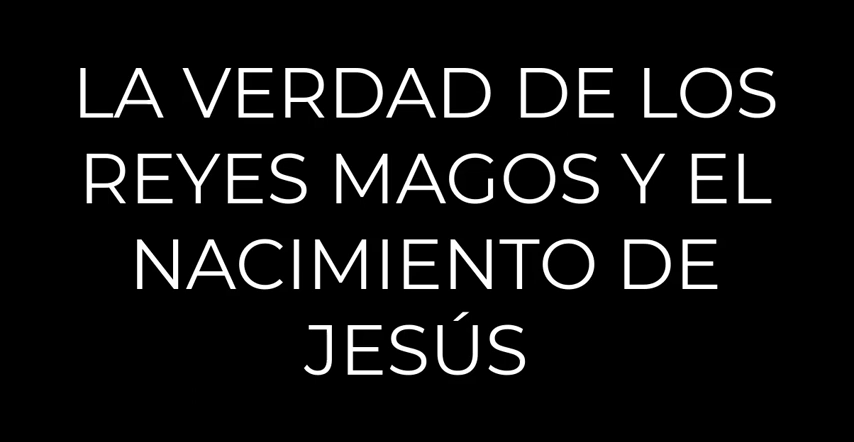 LA VERDAD DE LOS
REYES MAGOS Y EL
NACIMIENTO DE
JESÚS